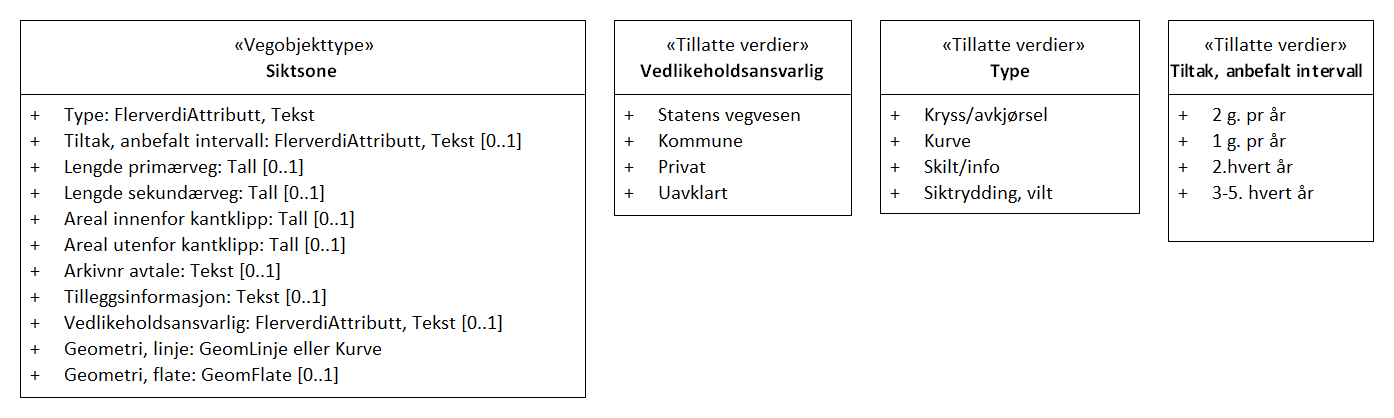 «Vegobjekttype»
Siktsone
+ Type: FlerverdiAttributt, Tekst
+ Tiltak, anbefalt intervall: FlerverdiAttributt, Tekst [0..1]
+ Lengde primærveg: Tall [0..1]
+ Lengde sekundærveg: Tall [0..1]
+ Areal innenfor kantklipp: Tall [0..1]
+ Areal utenfor kantklipp: Tall [0..1]
+ Arkivnr avtale: Tekst [0..1]
+ Tilleggsinformasjon: Tekst [0..1]
+ Vedlikeholdsansvarlig: FlerverdiAttributt, Tekst [0..1]
+ Geometri, linje: GeomLinje eller Kurve
+ Geometri, flate: GeomFlate [0..1]
«Tillatte verdier»
Vedlikeholdsansvarlig
+ Statens vegvesen
+ Kommune
+ Privat
+ Uavklart
«Tillatte verdier»
Type
+ Kryss/avkjørsel
+ Kurve
+ Skilt/info
+ Siktrydding, vilt
«Tillatte verdier»
Tiltak, anbefalt intervall
+ 2 g. pr år
+ 1 g. pr år
+ 2.hvert år
+ 3-5. hvert år